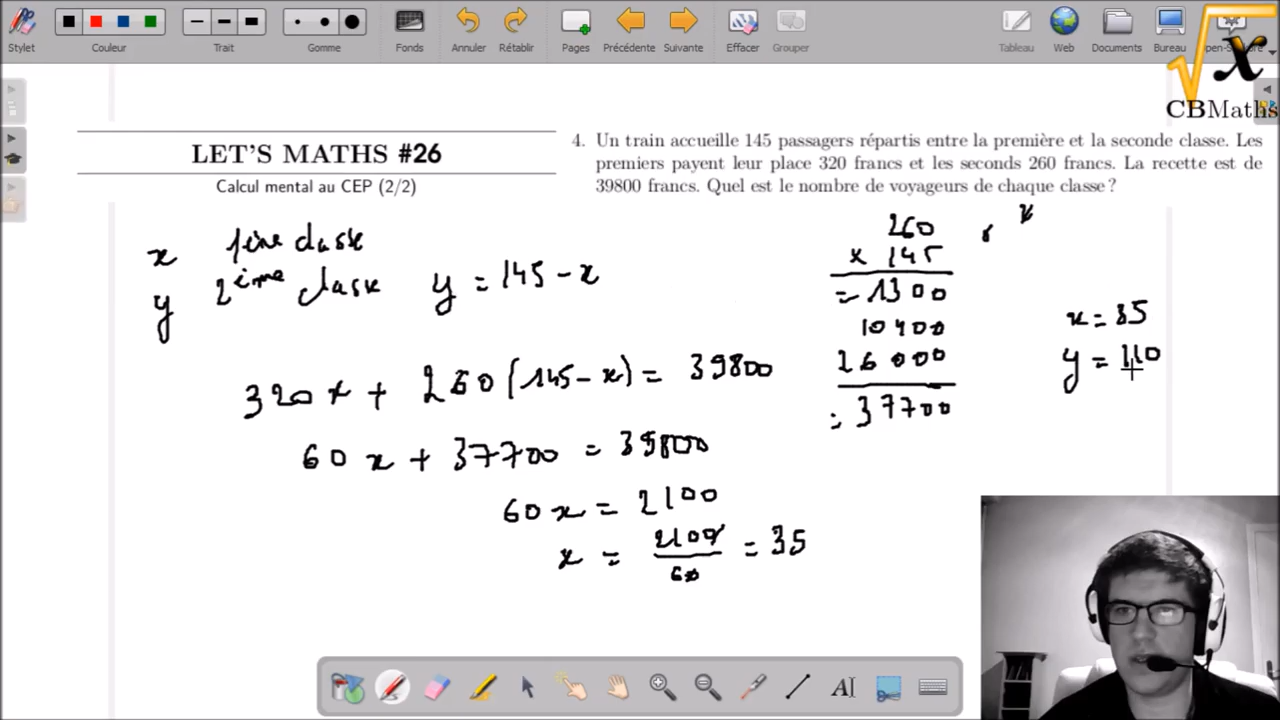 Stylet Couleur Trait Gomme Fonds Annuler Rétablir Pages Précédente Suivante Effacer Grouper Tableau Web Documents Bureau
CBMaths
LET'S MATHS #26
Calcul mental au CEP (2/2)
4. Un train accueille 145 passagers répartis entre la première et la seconde classe. Les
premiers payent leur place 320 francs et les seconds 260 francs. La recette est de
39800 francs. Quel est le nombre de voyageurs de chaque classe ?
x 1ère classe
y 2ième classe y = 145 - x
320x + 260(145 - x) = 39800
60x + 37700 = 39800
60x = 2100
x = 2100/60 = 35
260
x 145
= 1300
10400
26000
= 37700
x = 35
y = 110
AI